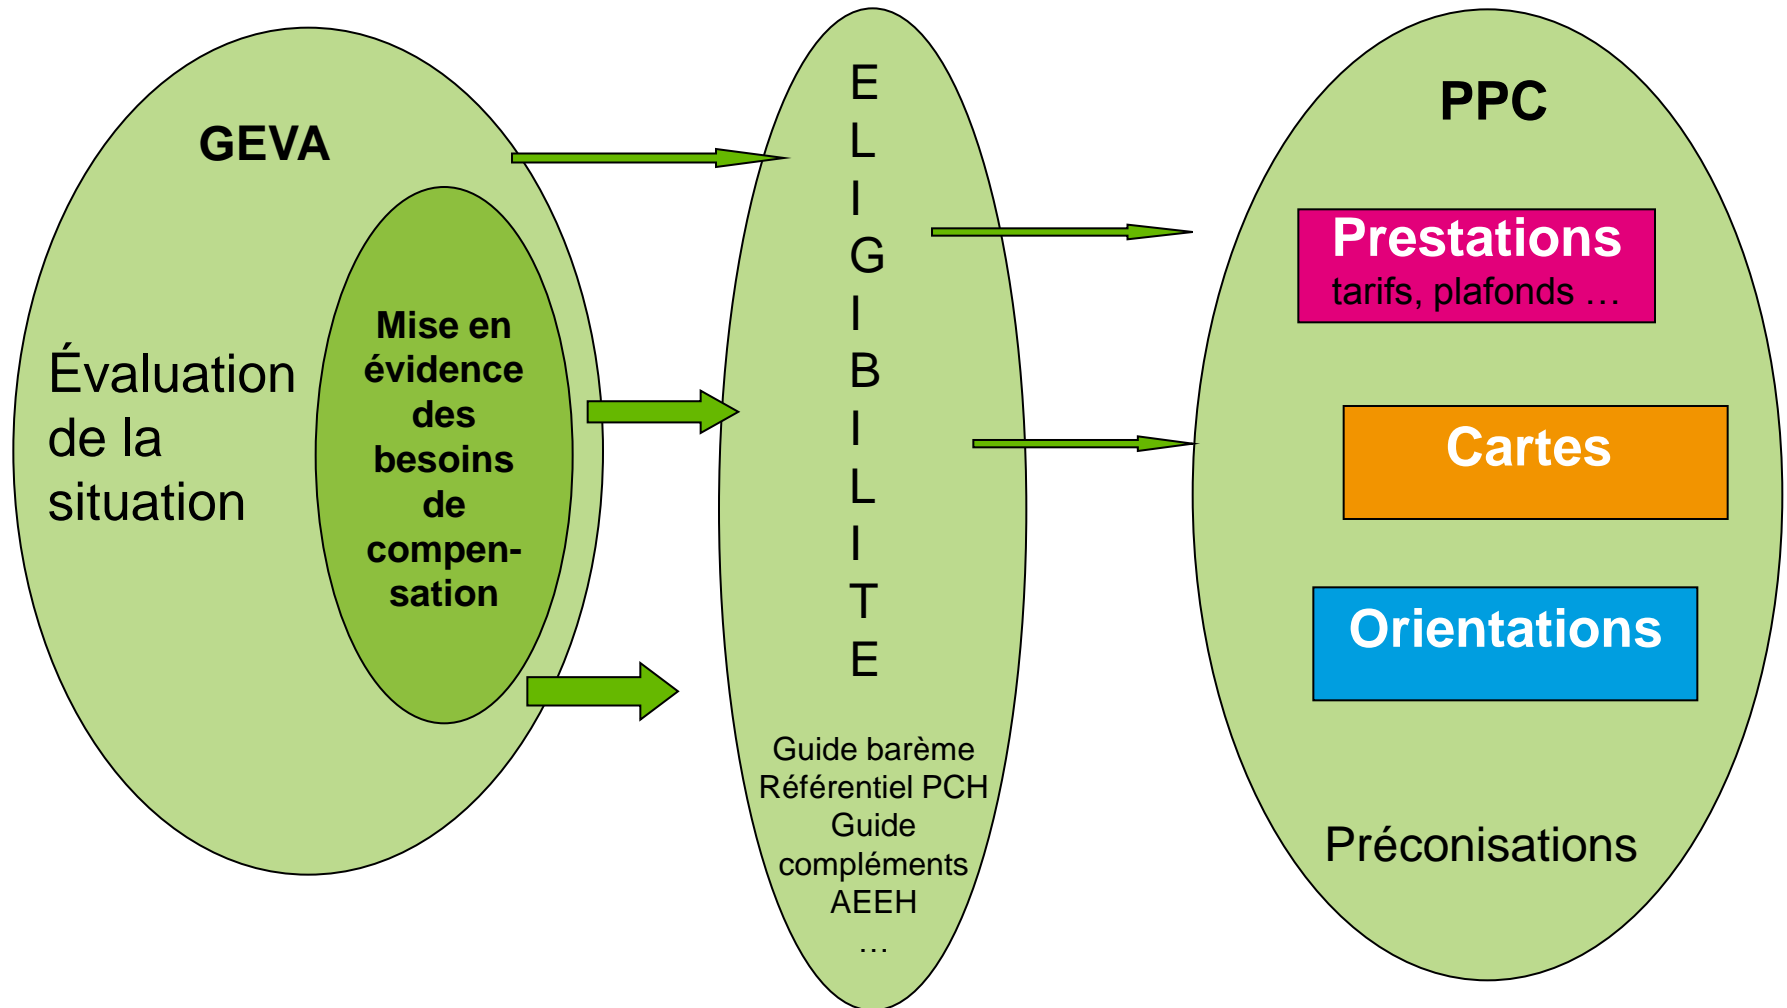 GEVA
Évaluation
de la
situation
Mise en
évidence
des
besoins
de
compen-
sation
E
L
I
G
I
B
I
L
I
T
E
Guide barème
Référentiel PCH
Guide
compléments
AEEH
…
PPC
Prestations
tarifs, plafonds …
Cartes
Orientations
Préconisations